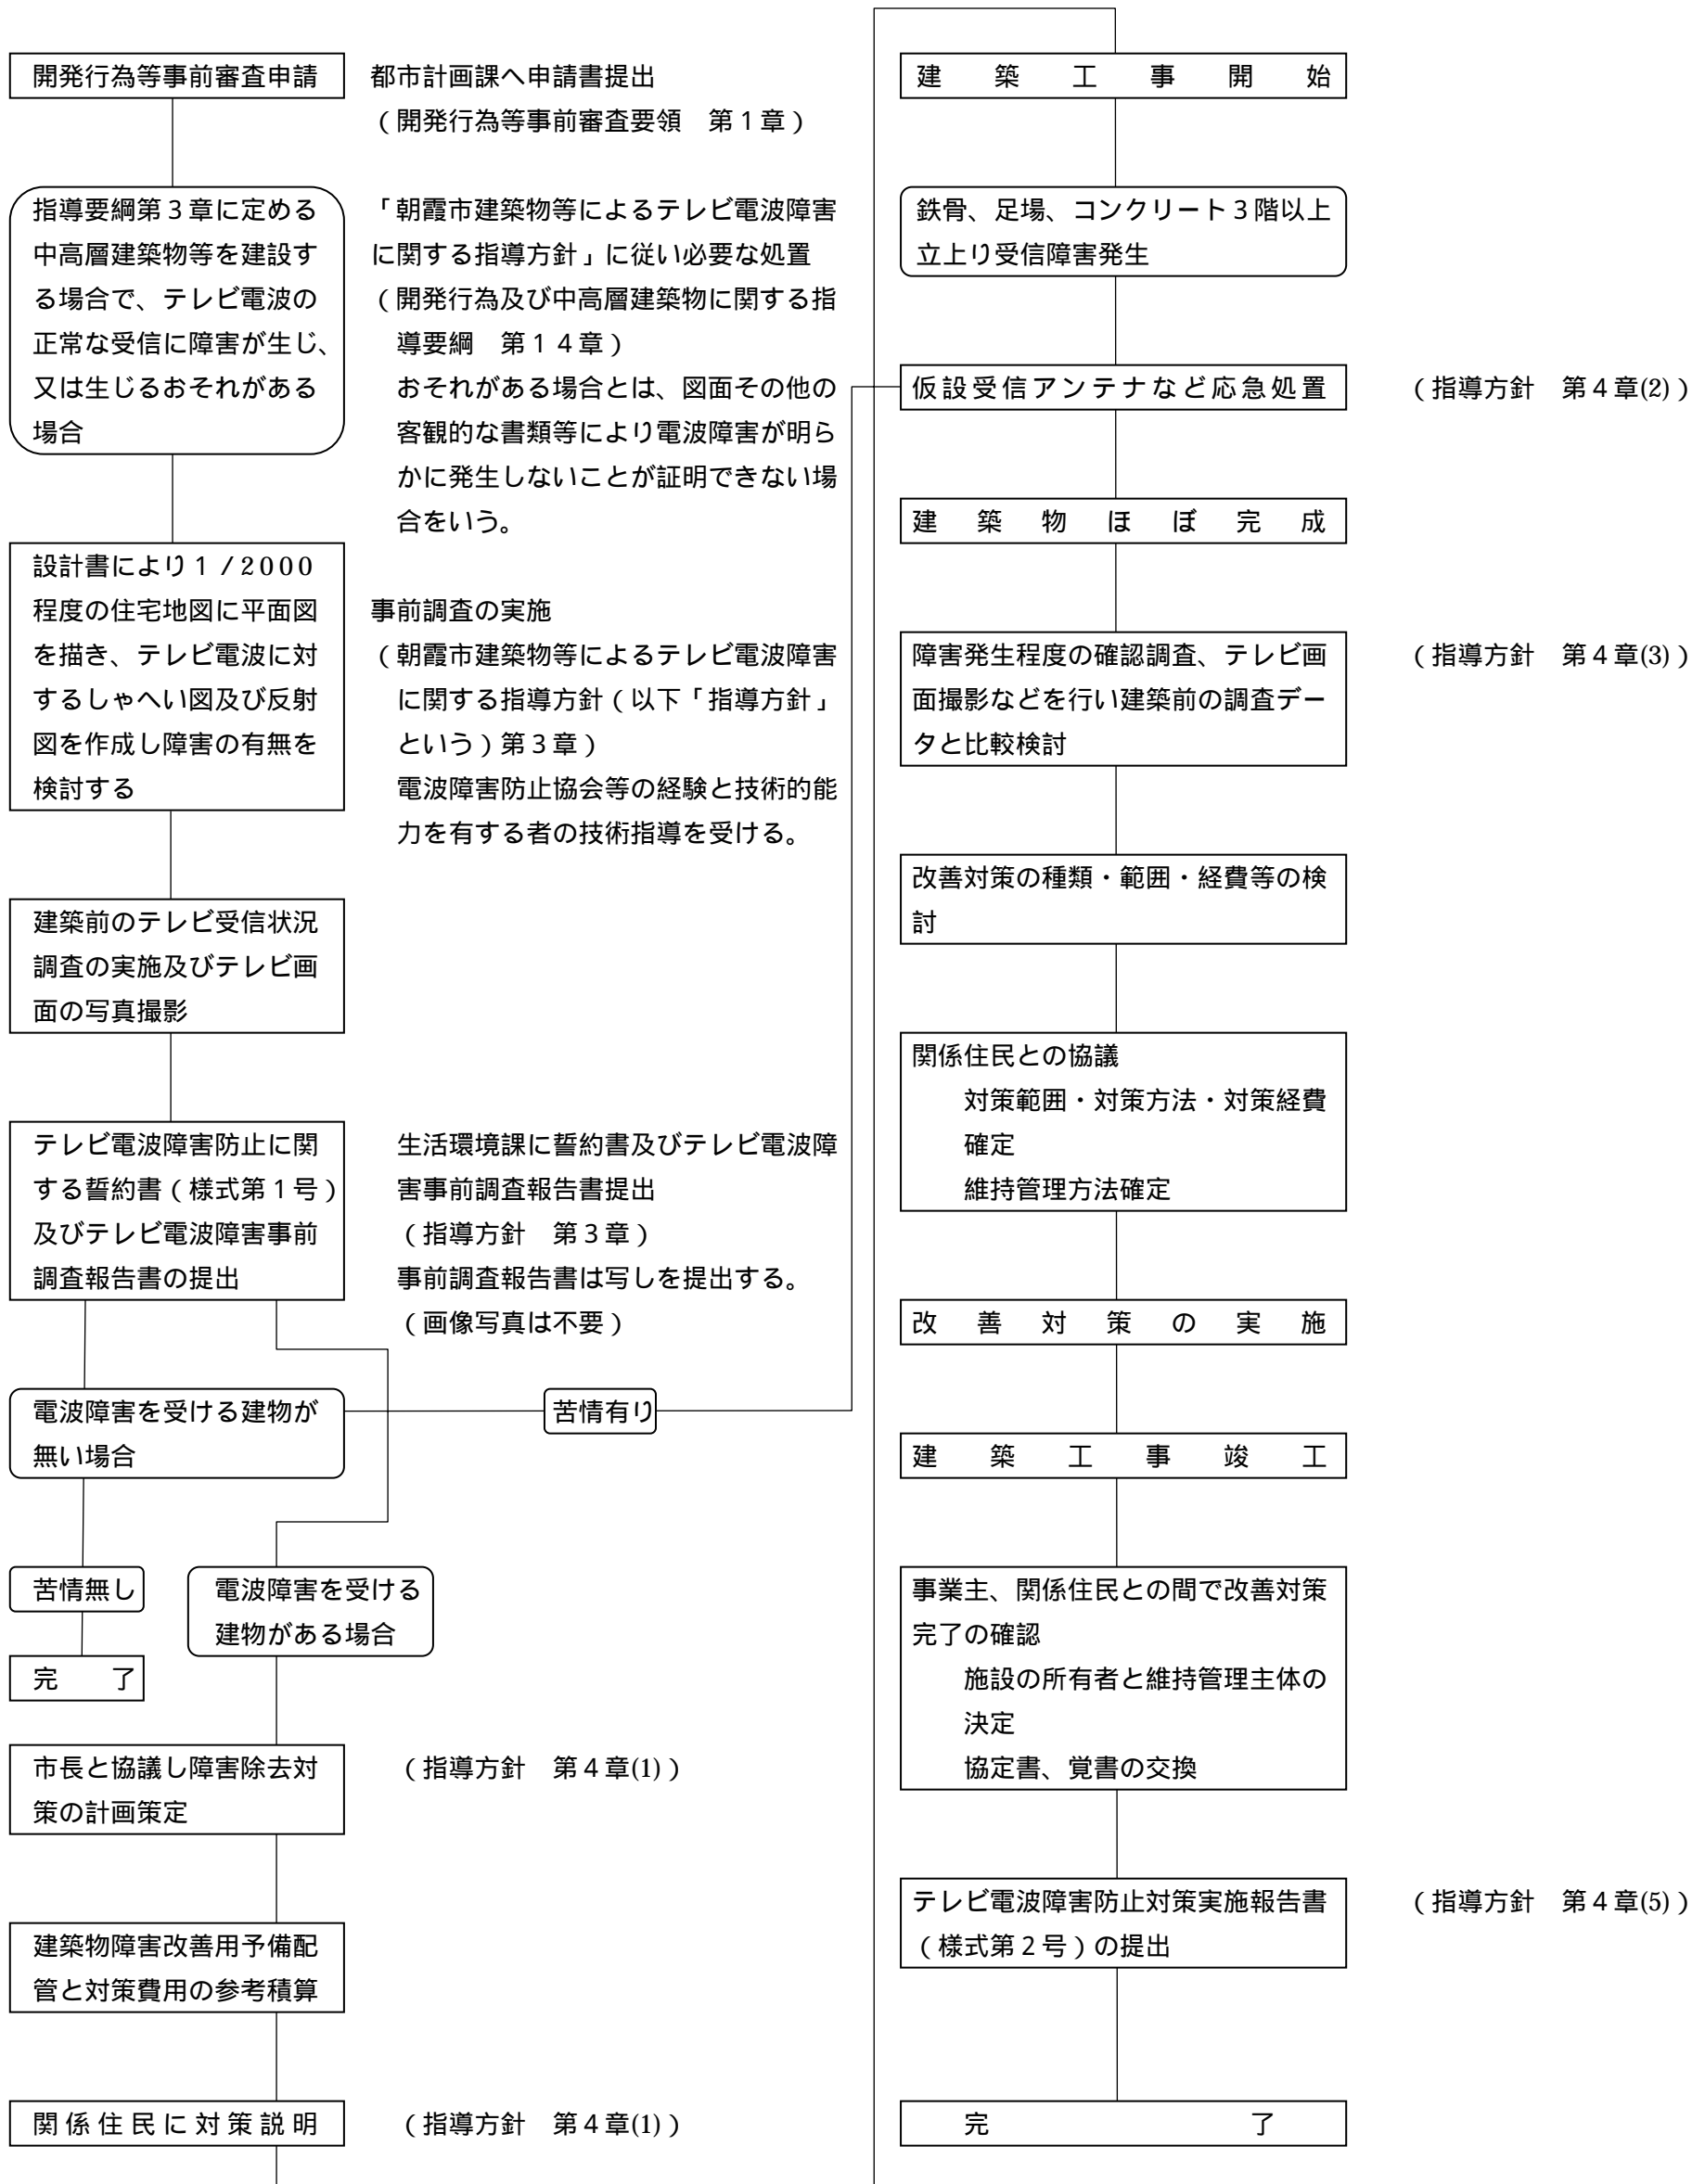 開発行為等事前審査申請
都市計画課へ申請書提出
(開発行為等事前審査要領　第1章)
指導要綱第3章に定める
中高層建築物等を建設す
る場合で、テレビ電波の
正常な受信に障害が生じ、
又は生じるおそれがある
場合
「朝霞市建築物等によるテレビ電波障害
に関する指導方針」に従い必要な処置
(開発行為及び中高層建築物に関する指
導要綱　第14章)
おそれがある場合とは、図面その他の
客観的な書類等により電波障害が明ら
かに発生しないことが証明できない場
合をいう。
設計書により1/2000
程度の住宅地図に平面図
を描き、テレビ電波に対
するしゃへい図及び反射
図を作成し障害の有無を
検討する
事前調査の実施
(朝霞市建築物等によるテレビ電波障害
に関する指導方針(以下「指導方針」
という)第3章)
電波障害防止協会等の経験と技術的能
力を有する者の技術指導を受ける。
建築前のテレビ受信状況
調査の実施及びテレビ画
面の写真撮影
テレビ電波障害防止に関
する誓約書(様式第1号)
及びテレビ電波障害事前
調査報告書の提出
生活環境課に誓約書及びテレビ電波障
害事前調査報告書提出
(指導方針　第3章)
事前調査報告書は写しを提出する。
(画像写真は不要)
電波障害を受ける建物が
無い場合
苦情有り
苦情無し
完　了
電波障害を受ける
建物がある場合
市長と協議し障害除去対
策の計画策定
(指導方針　第4章(1))
建築物障害改善用予備配
管と対策費用の参考積算
関係住民に対策説明
(指導方針　第4章(1))
建築工事開始
鉄骨、足場、コンクリート3階以上
立上り受信障害発生
仮設受信アンテナなど応急処置
(指導方針　第4章(2))
建築物ほぼ完成
障害発生程度の確認調査、テレビ画
面撮影などを行い建築前の調査デー
タと比較検討
(指導方針　第4章(3))
改善対策の種類・範囲・経費等の検
討
関係住民との協議
対策範囲・対策方法・対策経費
確定
維持管理方法確定
改善対策の実施
建築工事竣工
事業主、関係住民との間で改善対策
完了の確認
施設の所有者と維持管理主体の
決定
協定書、覚書の交換
テレビ電波障害防止対策実施報告書
(様式第2号)の提出
(指導方針　第4章(5))
完　了